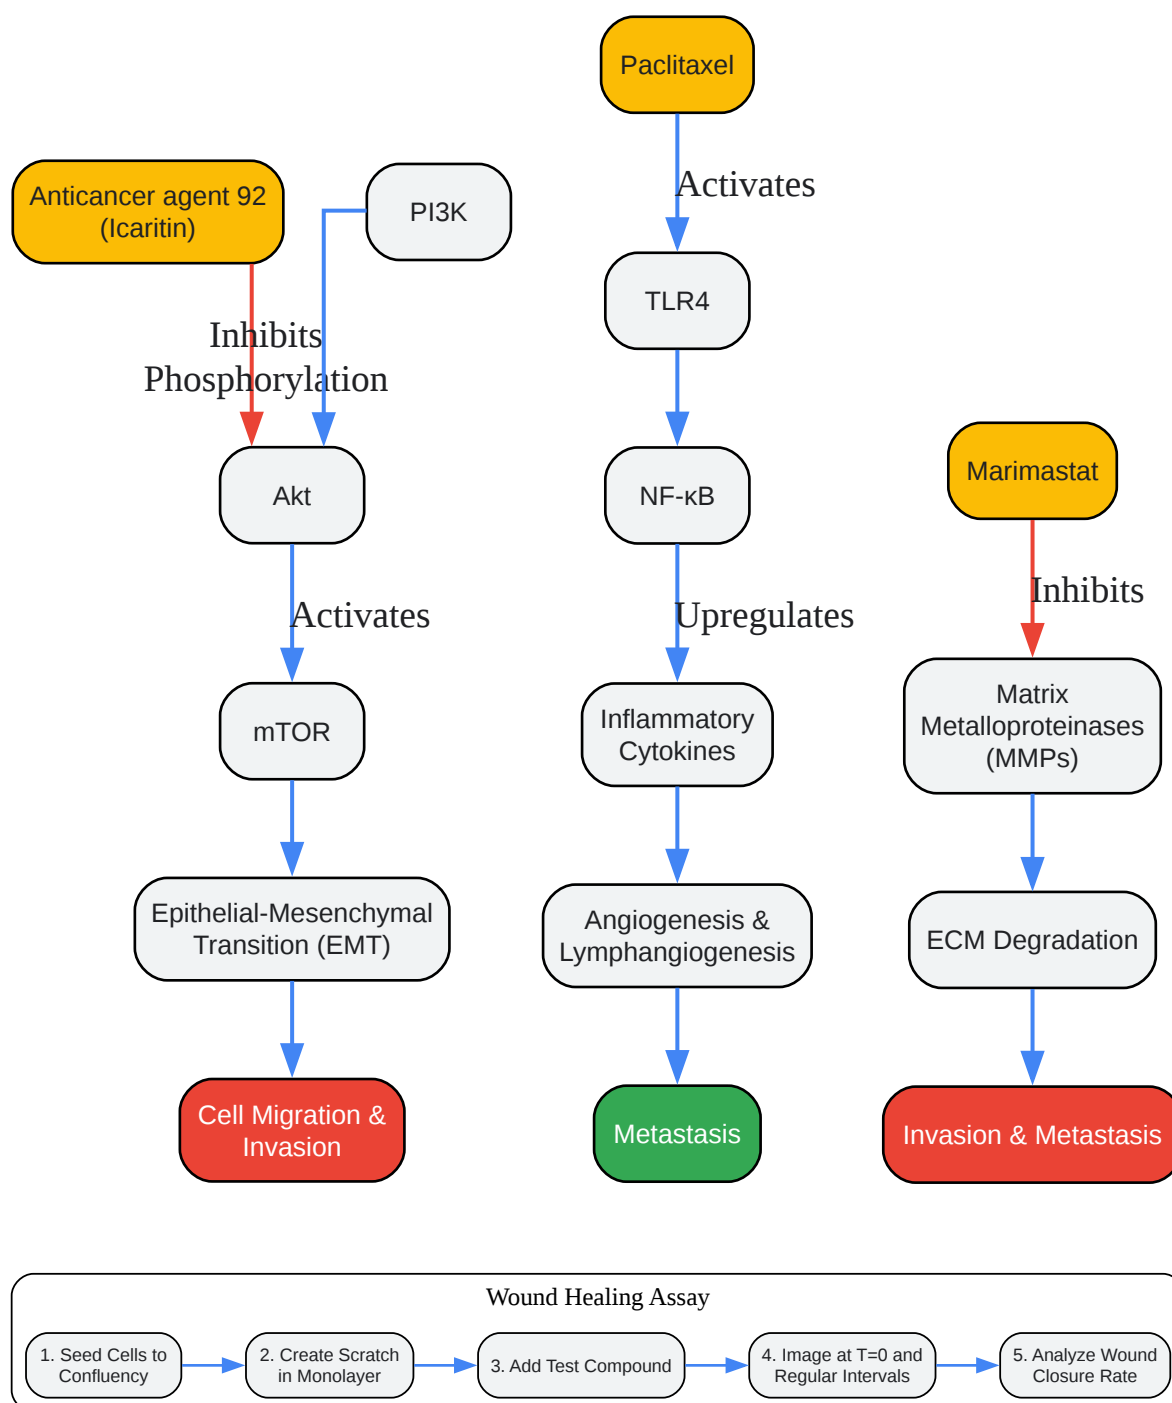 Paclitaxel
Activates
Anticancer agent 92
(Icaritin)
PI3K
TLR4
Inhibits
Phosphorylation
Akt
NF-κB
Marimastat
Activates
Upregulates
Inhibits
mTOR
Inflammatory
Cytokines
Matrix
Metalloproteinases
(MMPs)
Epithelial-Mesenchymal
Transition (EMT)
Angiogenesis &
Lymphangiogenesis
ECM Degradation
Cell Migration &
Invasion
Metastasis
Invasion & Metastasis
Wound Healing Assay
1. Seed Cells to
Confluency
2. Create Scratch
in Monolayer
3. Add Test Compound
4. Image at T=0 and
Regular Intervals
5. Analyze Wound
Closure Rate